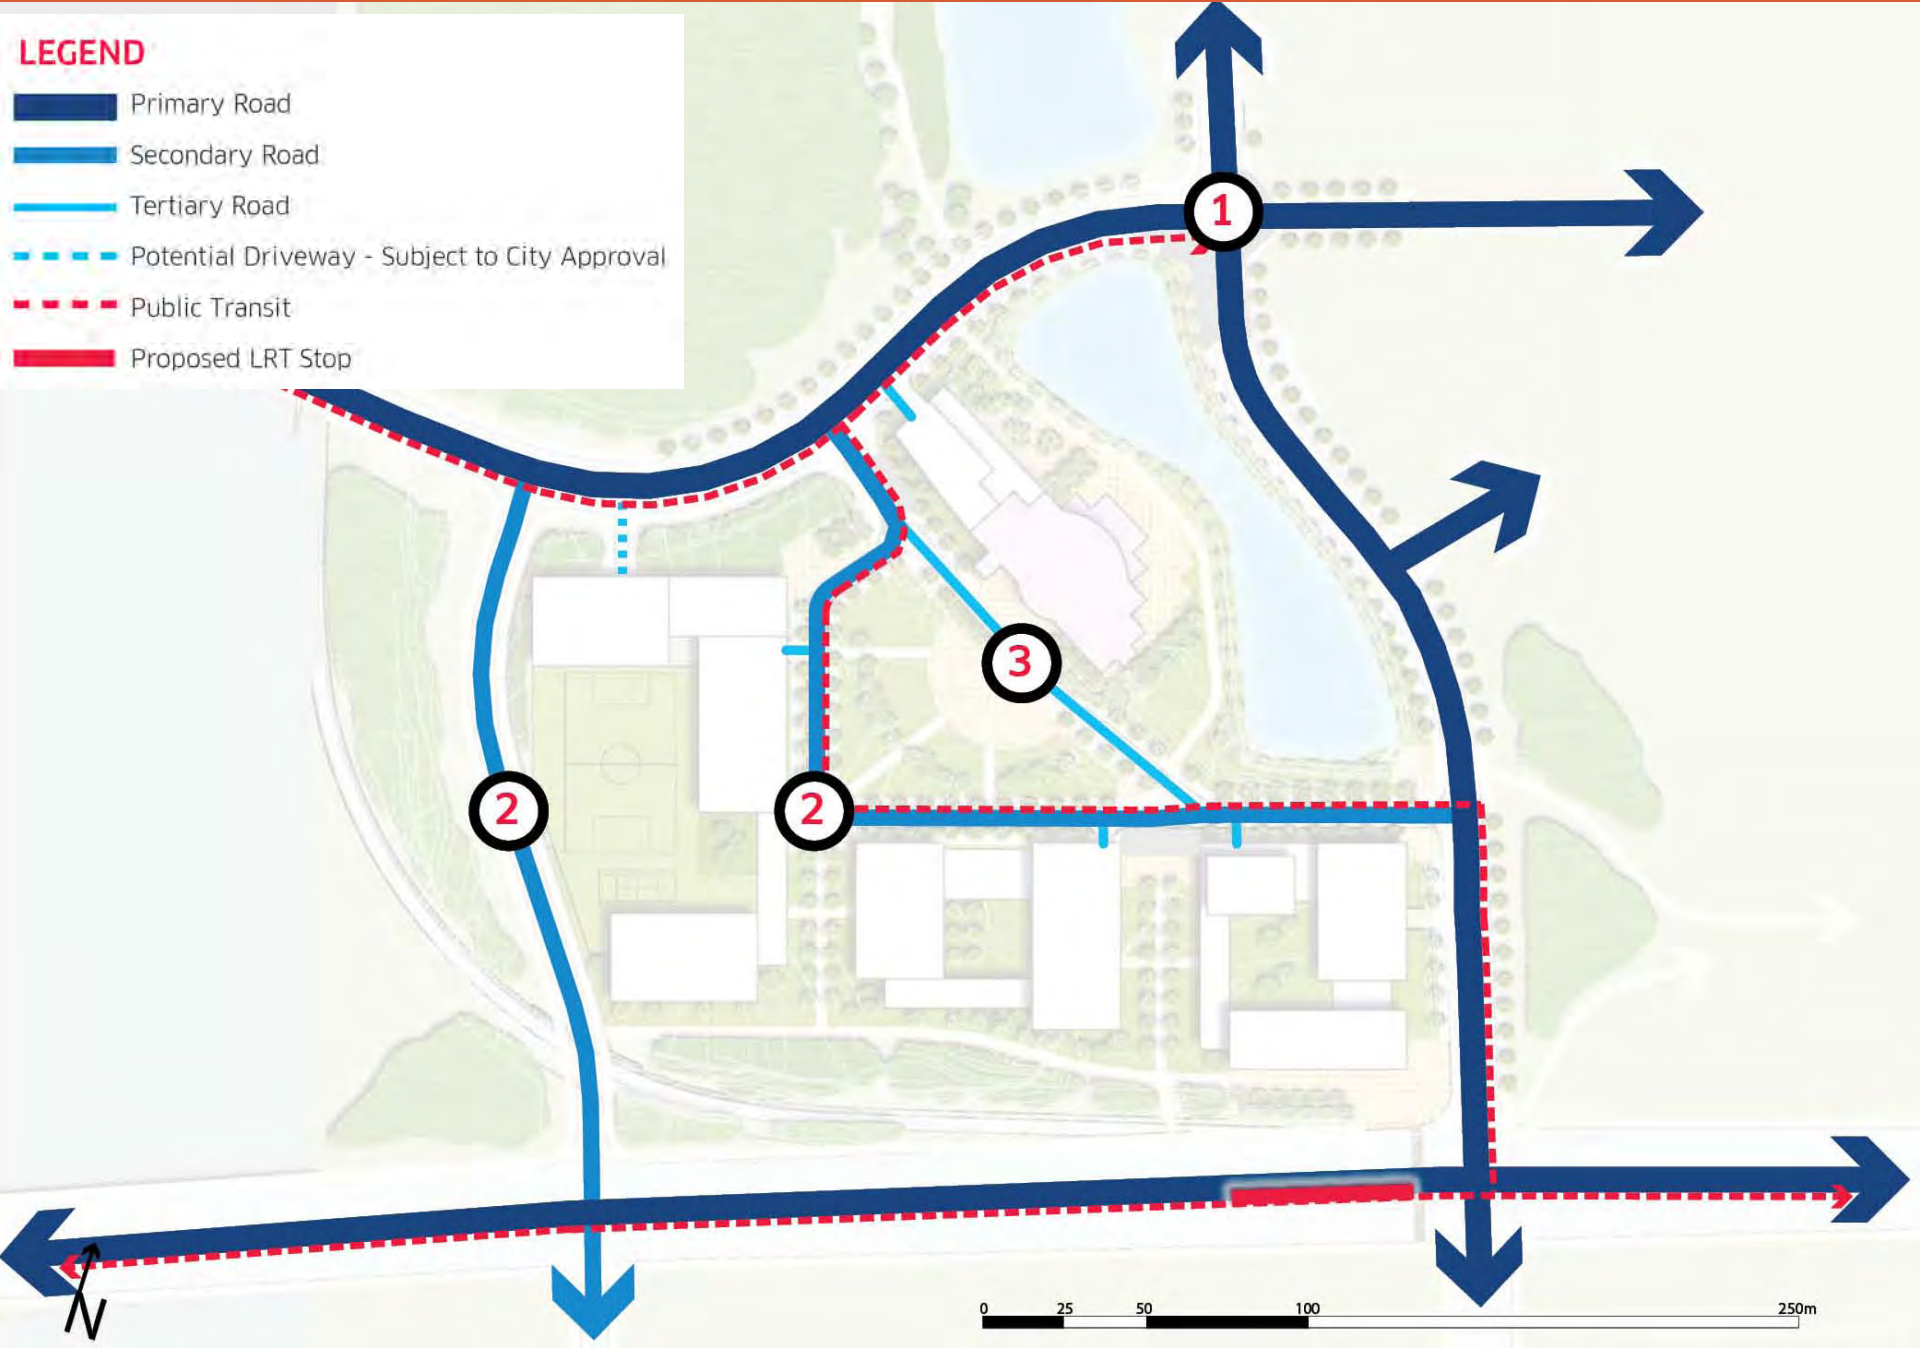 LEGEND
Primary Road
Secondary Road
Tertiary Road
Potential Driveway - Subject to City Approval
Public Transit
Proposed LRT Stop
1
3
2
2
N
0 25 50 100 250m